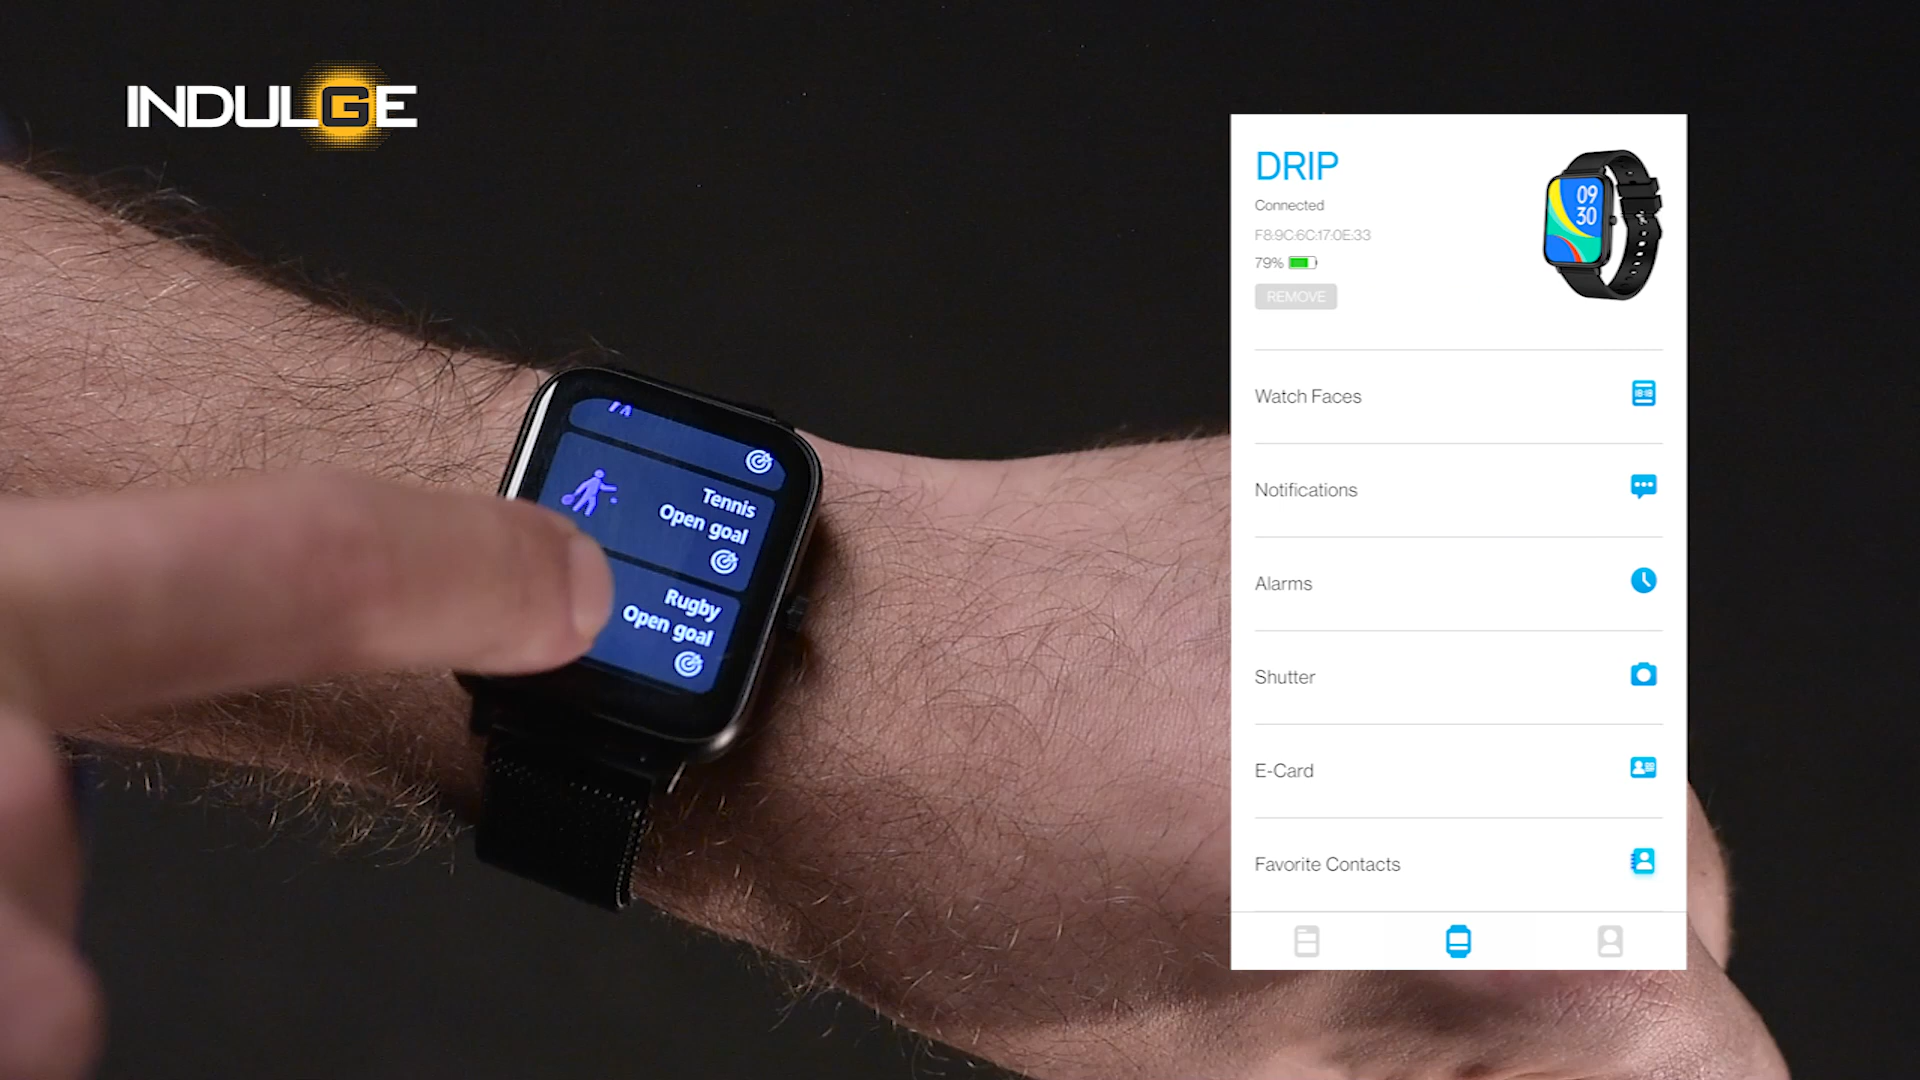 INDULGE
Tennis
Open goal
Rugby
Open goal
DRIP
Connected
F8:9C:6C:17:0E:33
79%
REMOVE
09
30
Watch Faces
Notifications
Alarms
Shutter
E-Card
Favorite Contacts